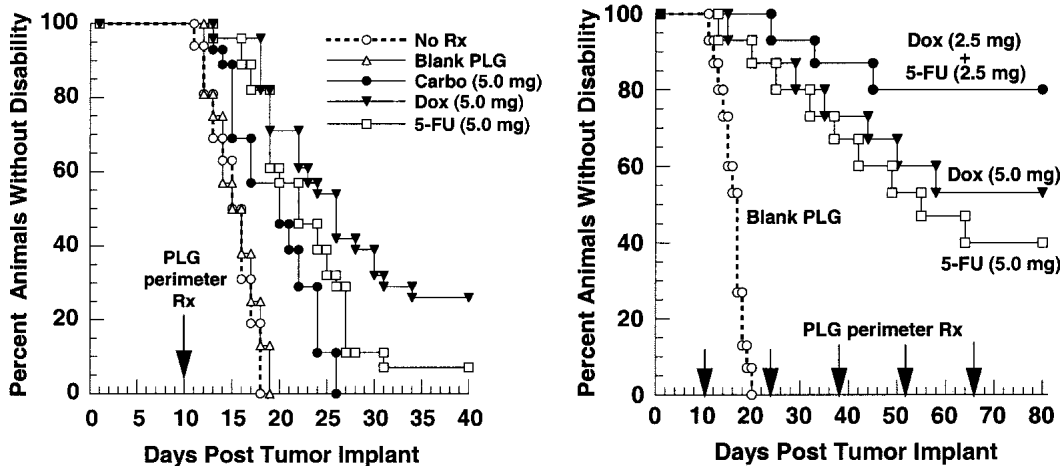 Percent Animals Without Disability
100
80
60
40
20
0
No Rx
Blank PLG
Carbo (5.0 mg)
Dox (5.0 mg)
5-FU (5.0 mg)
PLG
perimeter
Rx
0 5 10 15 20 25 30 35 40
Days Post Tumor Implant
Percent Animals Without Disability
100
80
60
40
20
0
Dox (2.5 mg)
+
5-FU (2.5 mg)
Dox (5.0 mg)
Blank PLG
5-FU (5.0 mg)
PLG perimeter Rx
0 10 20 30 40 50 60 70 80
Days Post Tumor Implant